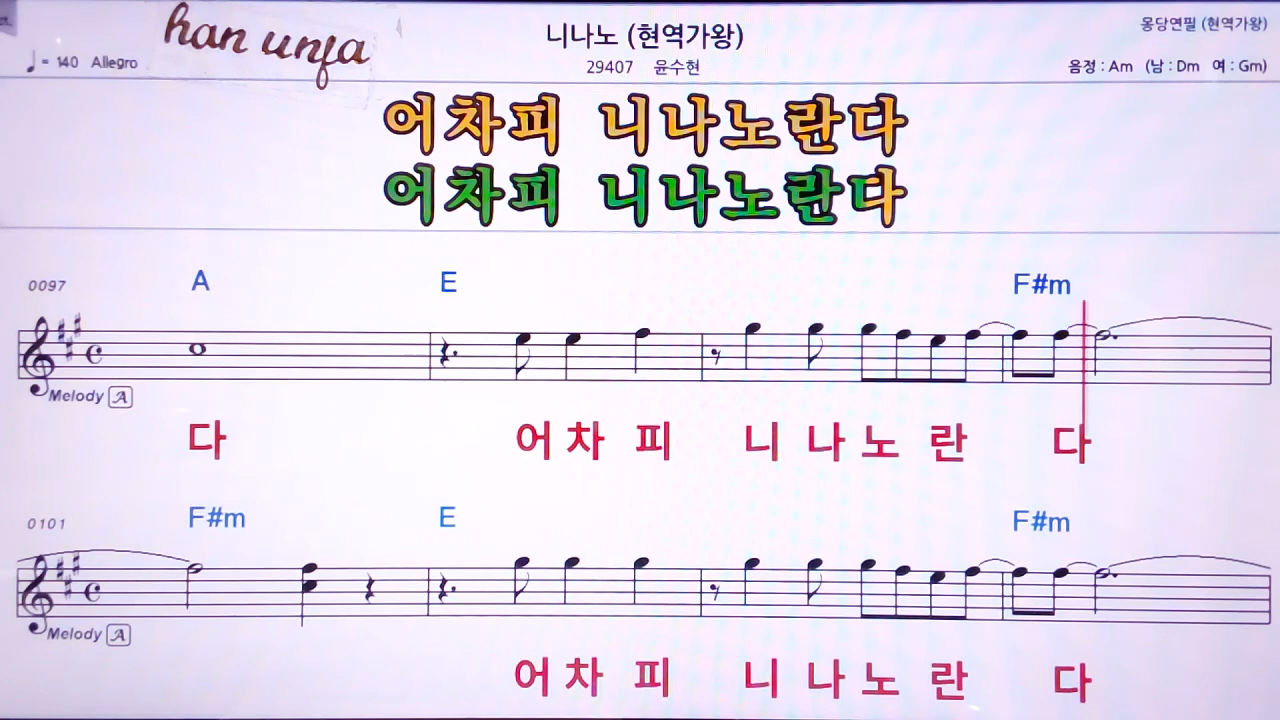 han unfa
니나노 (현역가왕)
몽당연필 (현역가왕)
♩= 140 Allegro
29407 윤수현
음정 : Am (남 : Dm 여 : Gm)
어차피 니나노란다
어차피 니나노란다
0097 A E F#m
Melody A
다 어 차 피 니 나 노 란 다
0101 F#m E F#m
Melody A
어 차 피 니 나 노 란 다